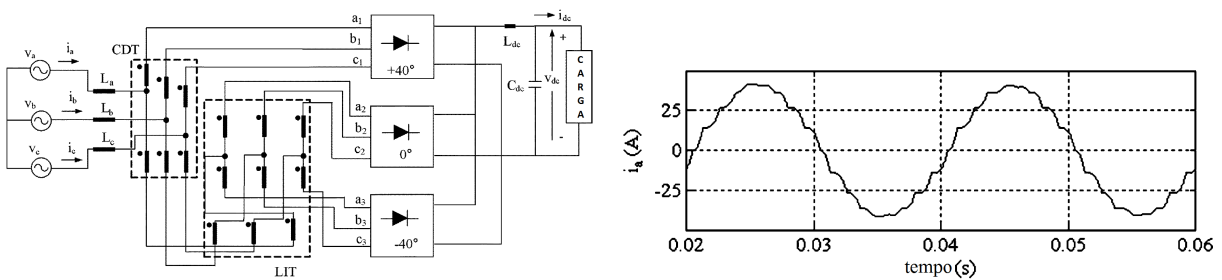 v_a
i_a
CDT
L_a
v_b
i_b
L_b
v_c
i_c
L_c
a_1
b_1
c_1
+40°
a_2
b_2
c_2
0°
a_3
b_3
c_3
-40°
LIT
L_dc
i_dc
+
C_dc
v_dc
-
CARGA
i_a (A)
25
0
-25
0.02
0.03
0.04
0.05
0.06
tempo (s)